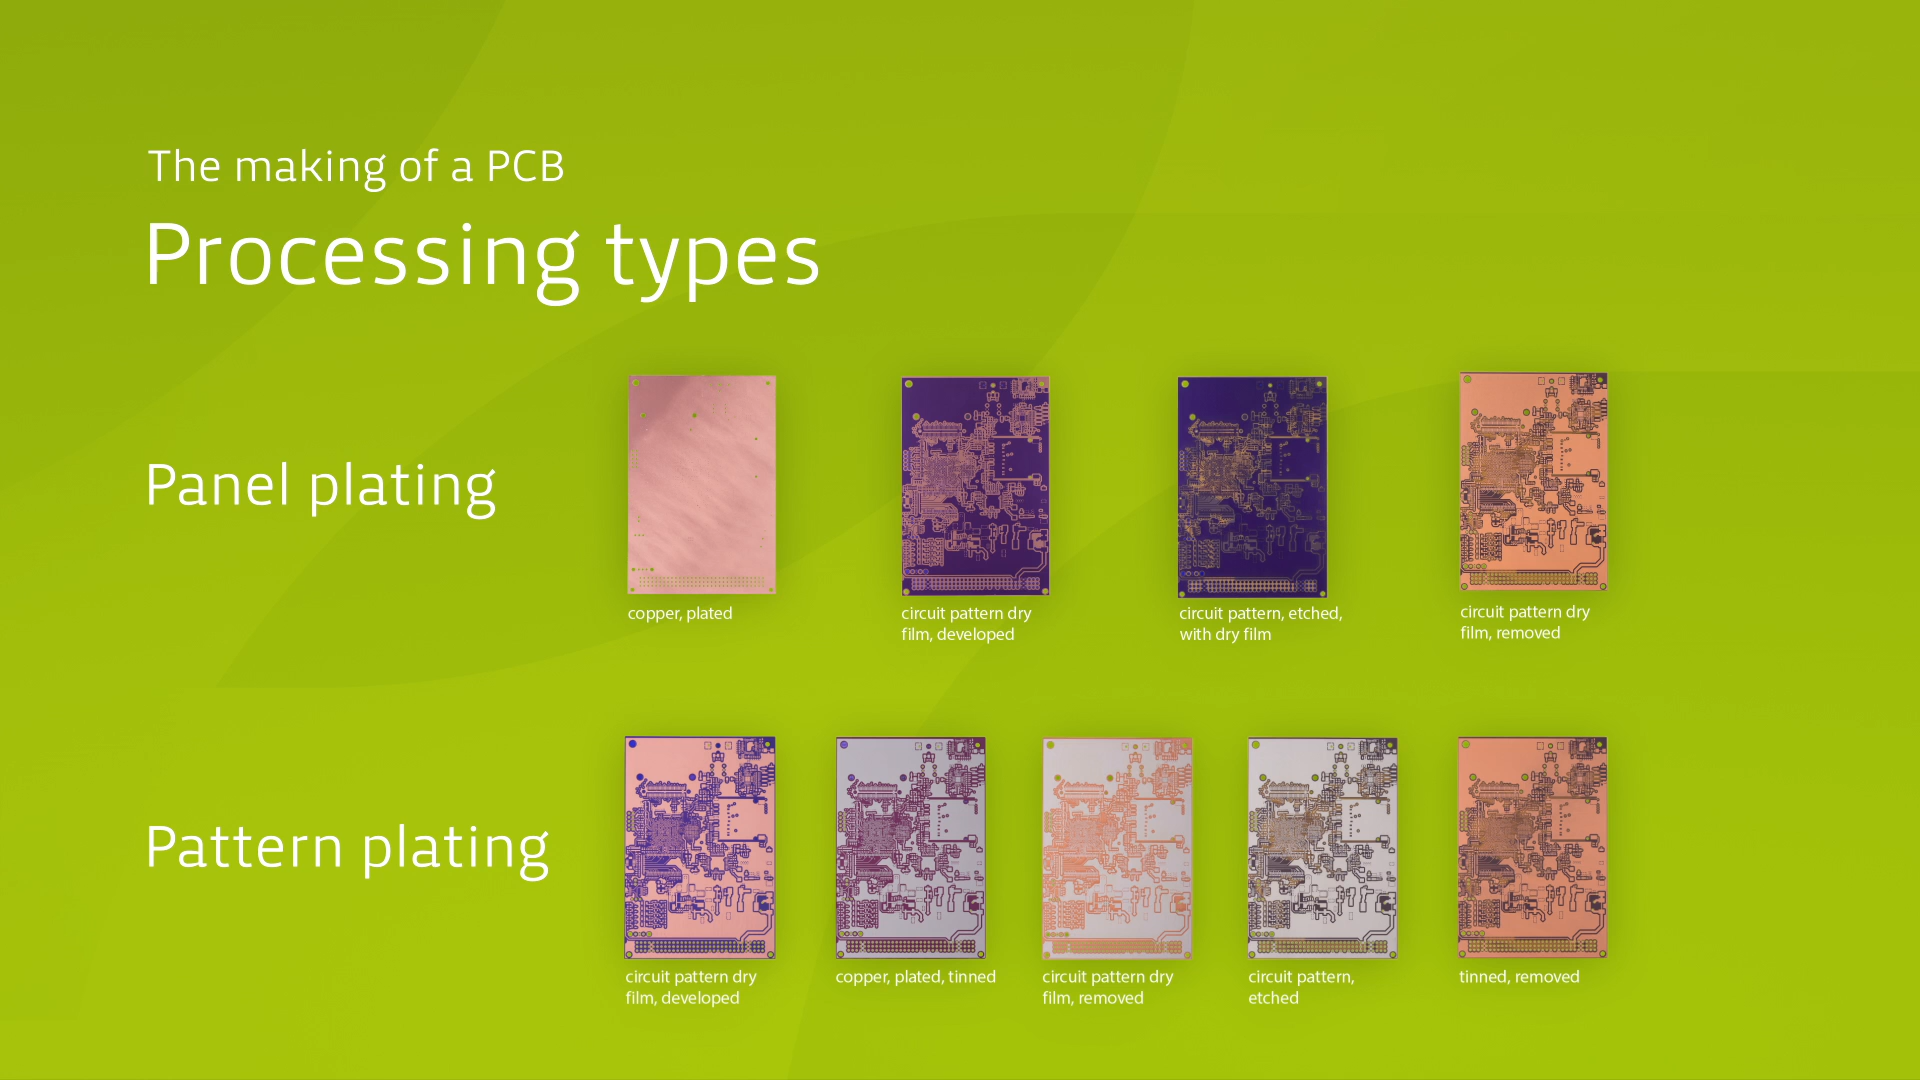 The making of a PCB
Processing types
Panel plating
copper, plated
circuit pattern dry
film, developed
circuit pattern, etched,
with dry film
circuit pattern dry
film, removed
Pattern plating
circuit pattern dry
film, developed
copper, plated, tinned
circuit pattern dry
film, removed
circuit pattern,
etched
tinned, removed